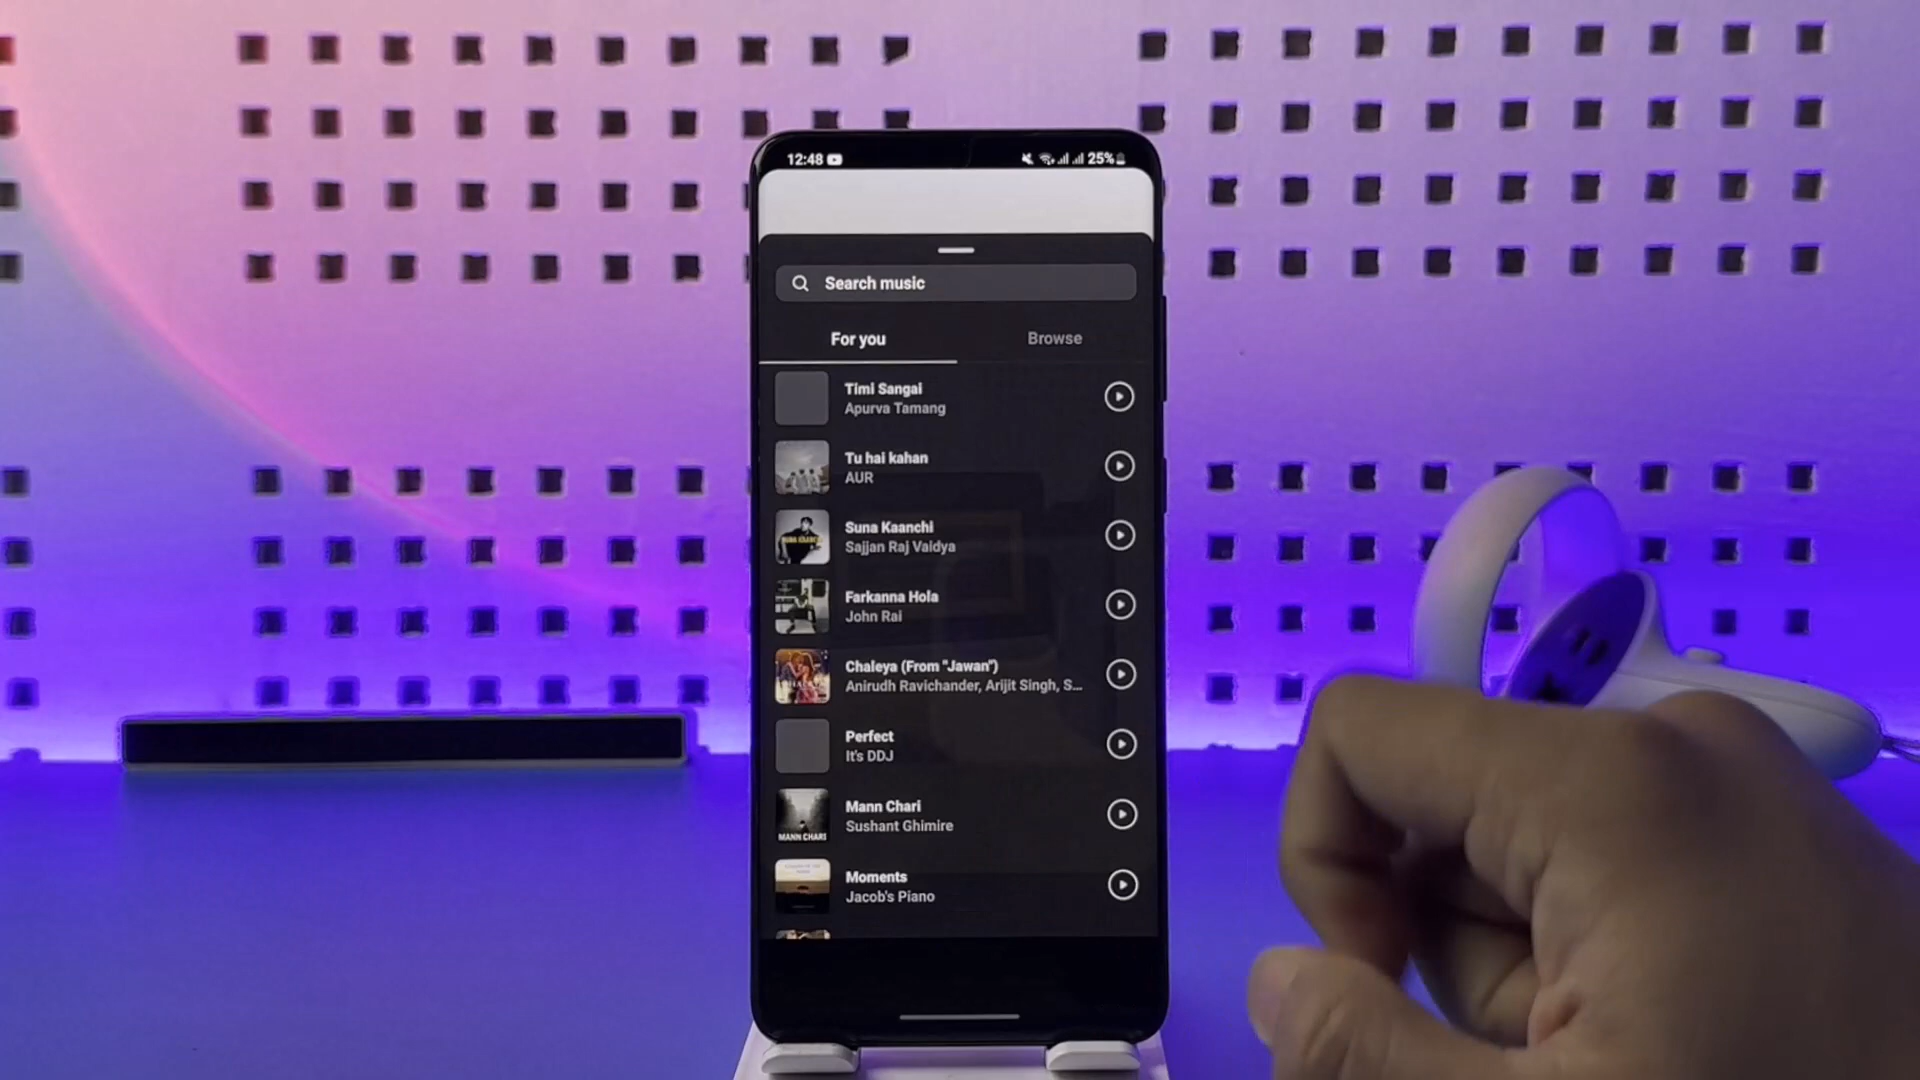 12:48 25%
Search music
For you Browse
Timi Sangai
Apurva Tamang
Tu hai kahan
AUR
Suna Kaanchi
Sajjan Raj Vaidya
Farkanna Hola
John Rai
Chaleya (From "Jawan")
Anirudh Ravichander, Arijit Singh, S...
Perfect
It's DDJ
Mann Chari
Sushant Ghimire
MANN CHARI
Moments
Jacob's Piano